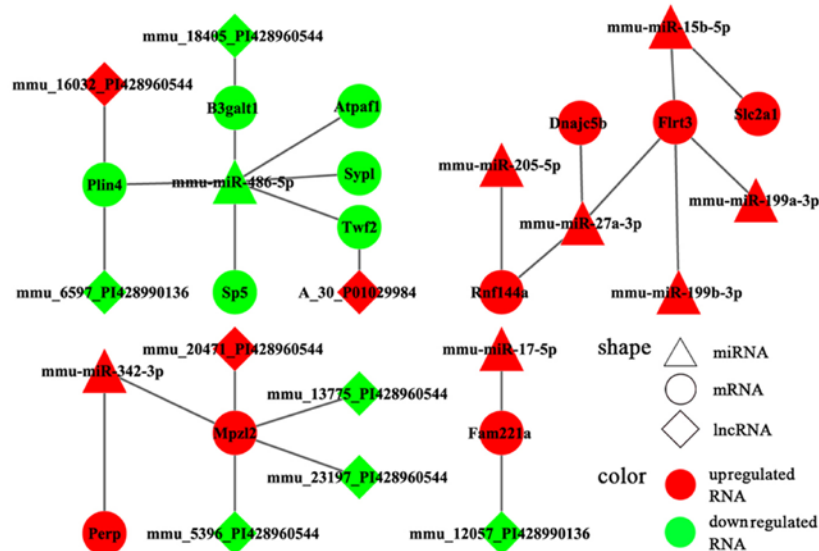 mmu_18405_PI428960544
mmu-miR-15b-5p
mmu_16032_PI428960544
B3galt1
Atpaf1
Dnajc5b
Flrt3
Slc2a1
mmu-miR-205-5p
Plin4
mmu-miR-486-5p
Sypl
mmu-miR-199a-3p
Twf2
mmu-miR-27a-3p
mmu_6597_PI428990136
Sp5
A_30_P01029984
Rnf144a
mmu-miR-199b-3p
mmu_20471_PI428960544
mmu-miR-17-5p
shape
miRNA
mmu-miR-342-3p
mmu_13775_PI428960544
mRNA
Mpzl2
Fam221a
lncRNA
mmu_23197_PI428960544
color
upregulated
RNA
Perp
mmu_5396_PI428960544
mmu_12057_PI428990136
downregulated
RNA